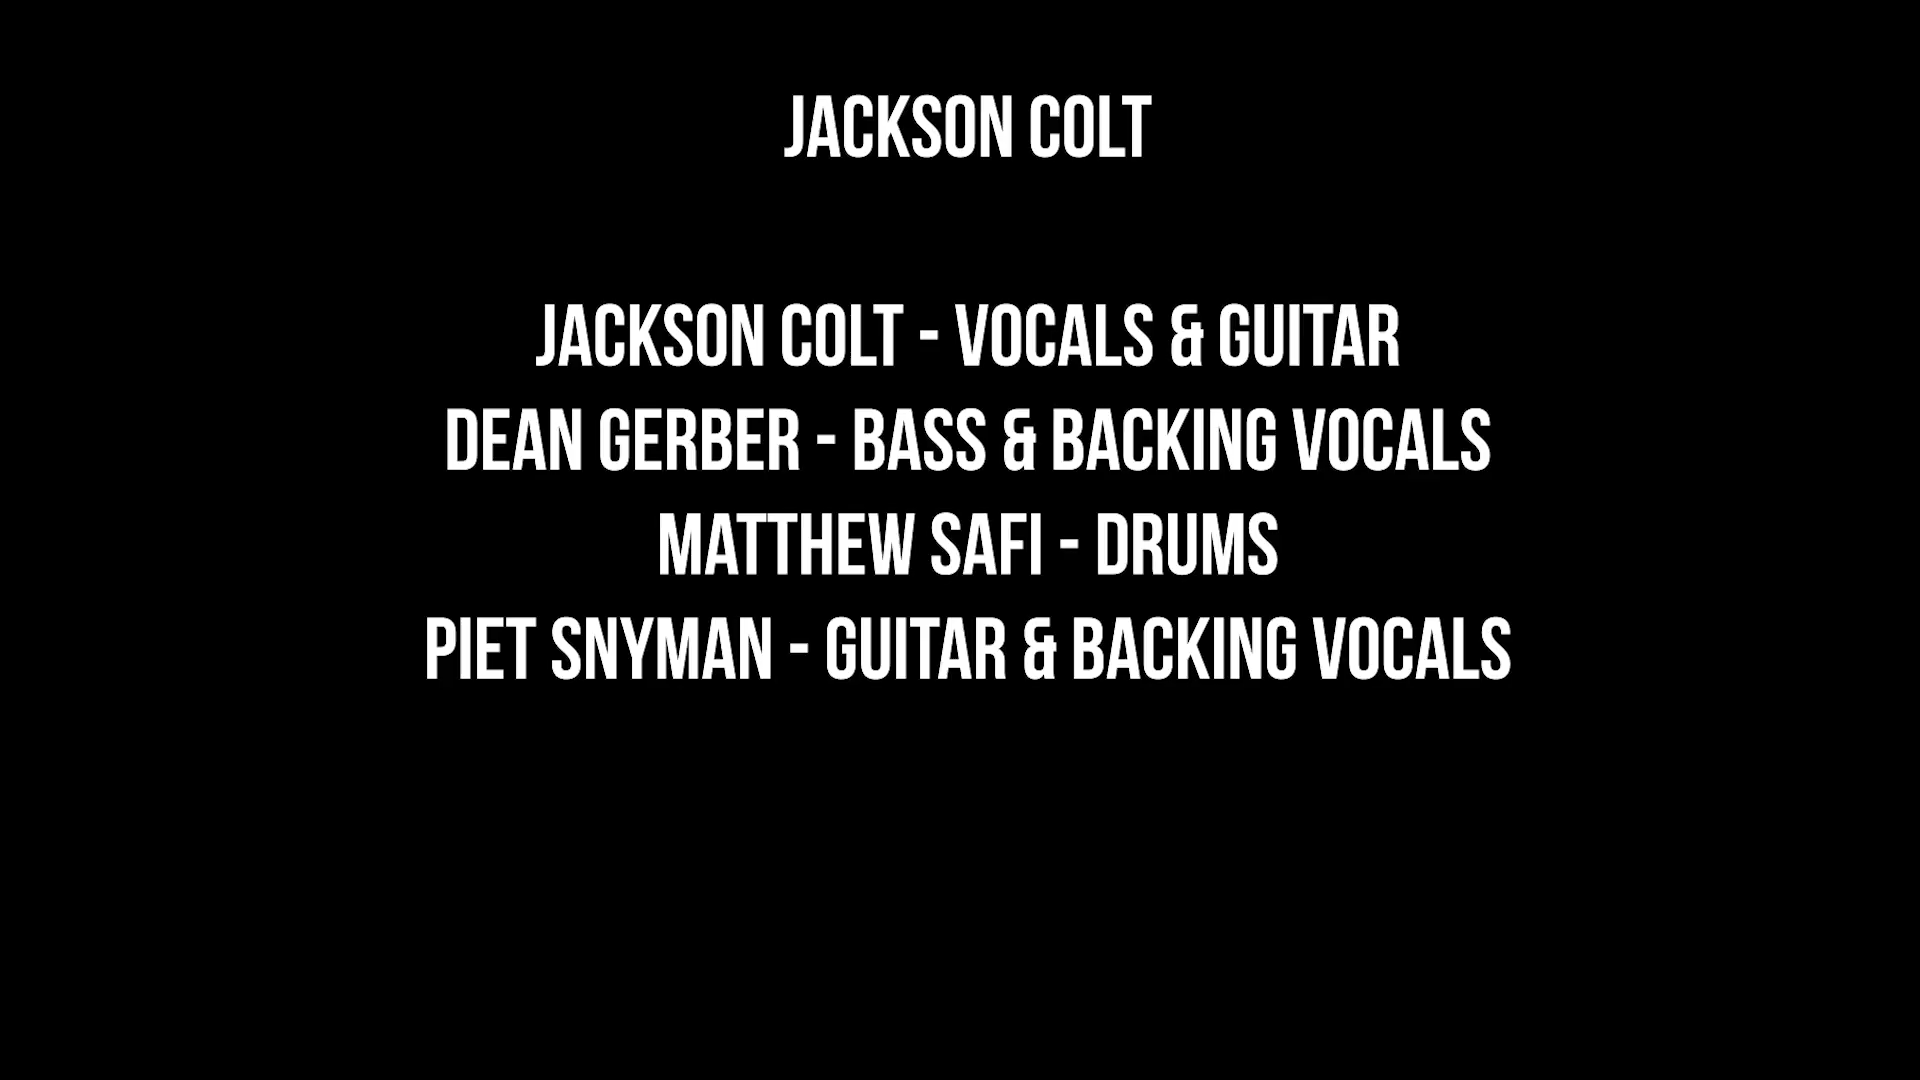 JACKSON COLT
JACKSON COLT - VOCALS & GUITAR
DEAN GERBER - BASS & BACKING VOCALS
MATTHEW SAFI - DRUMS
PIET SNYMAN - GUITAR & BACKING VOCALS